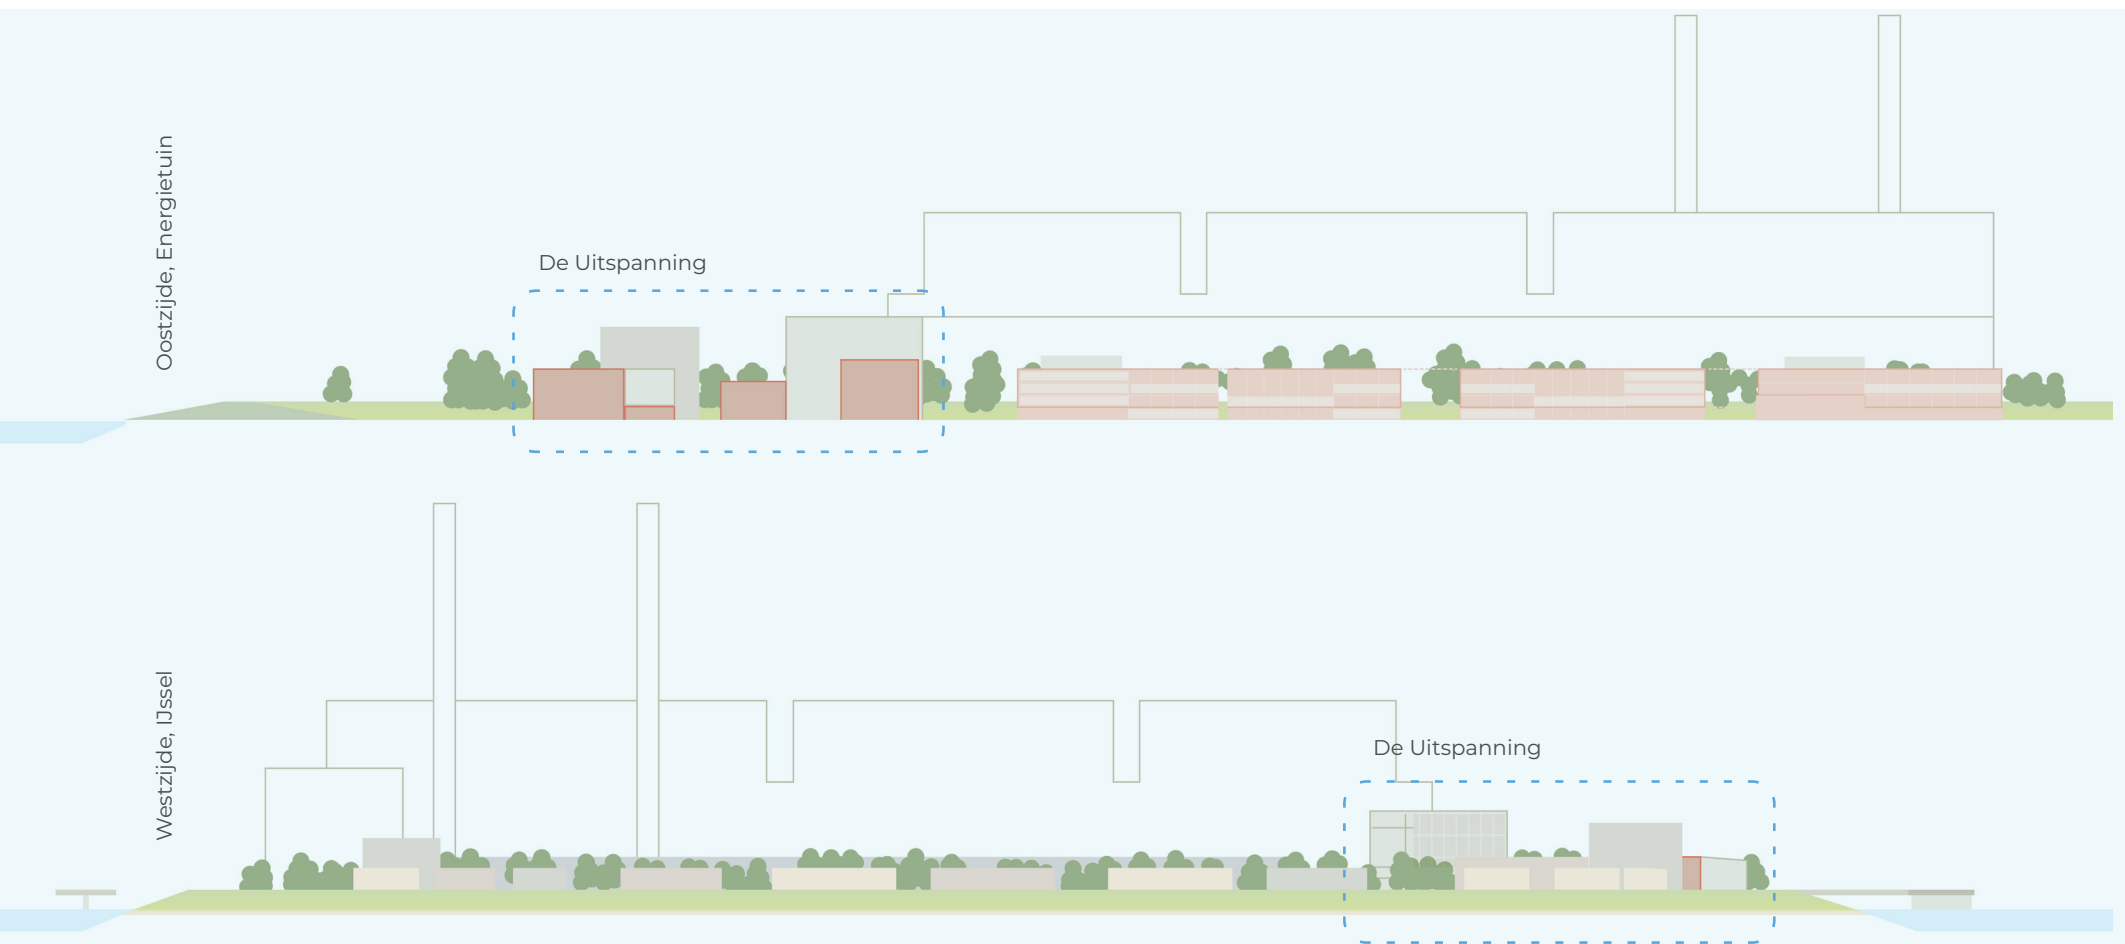 Oostzijde, Energietuin
De Uitspanning
Westzijde, IJssel
De Uitspanning